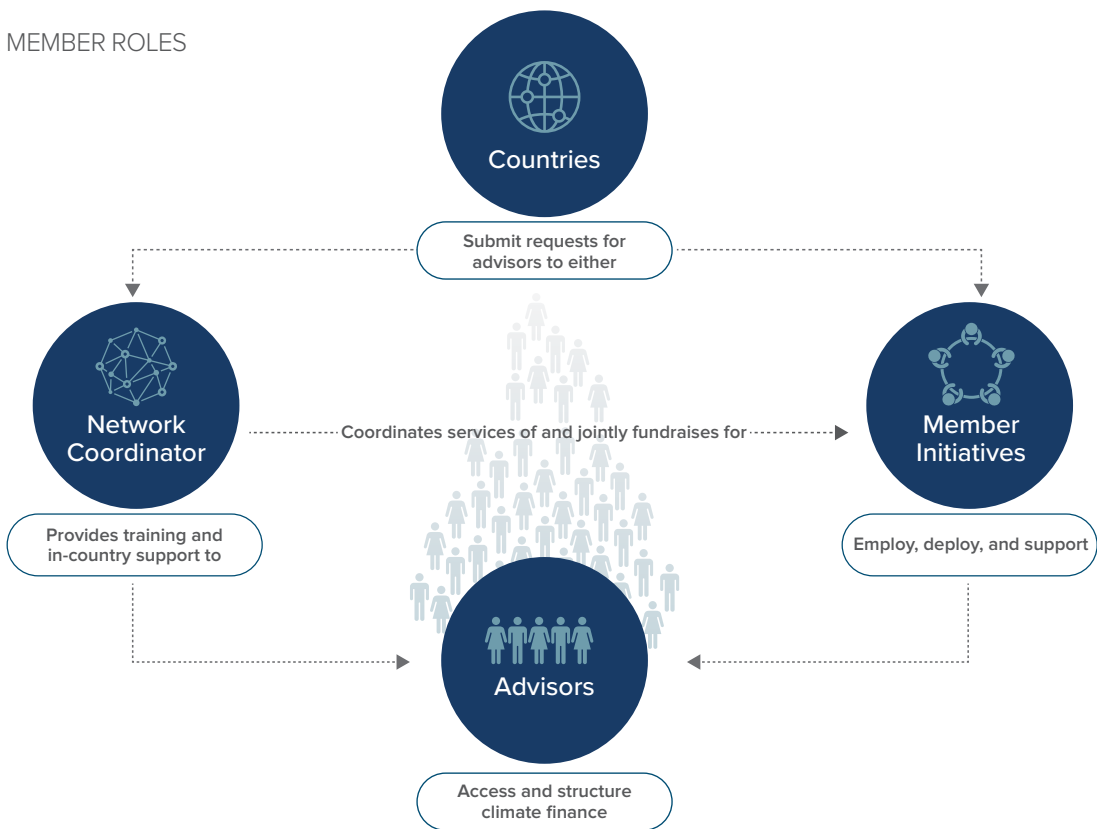 MEMBER ROLES
Countries
Submit requests for
advisors to either
Network
Coordinator
Coordinates services of and jointly fundraises for
Member
Initiatives
Provides training and
in-country support to
Employ, deploy, and support
Advisors
Access and structure
climate finance